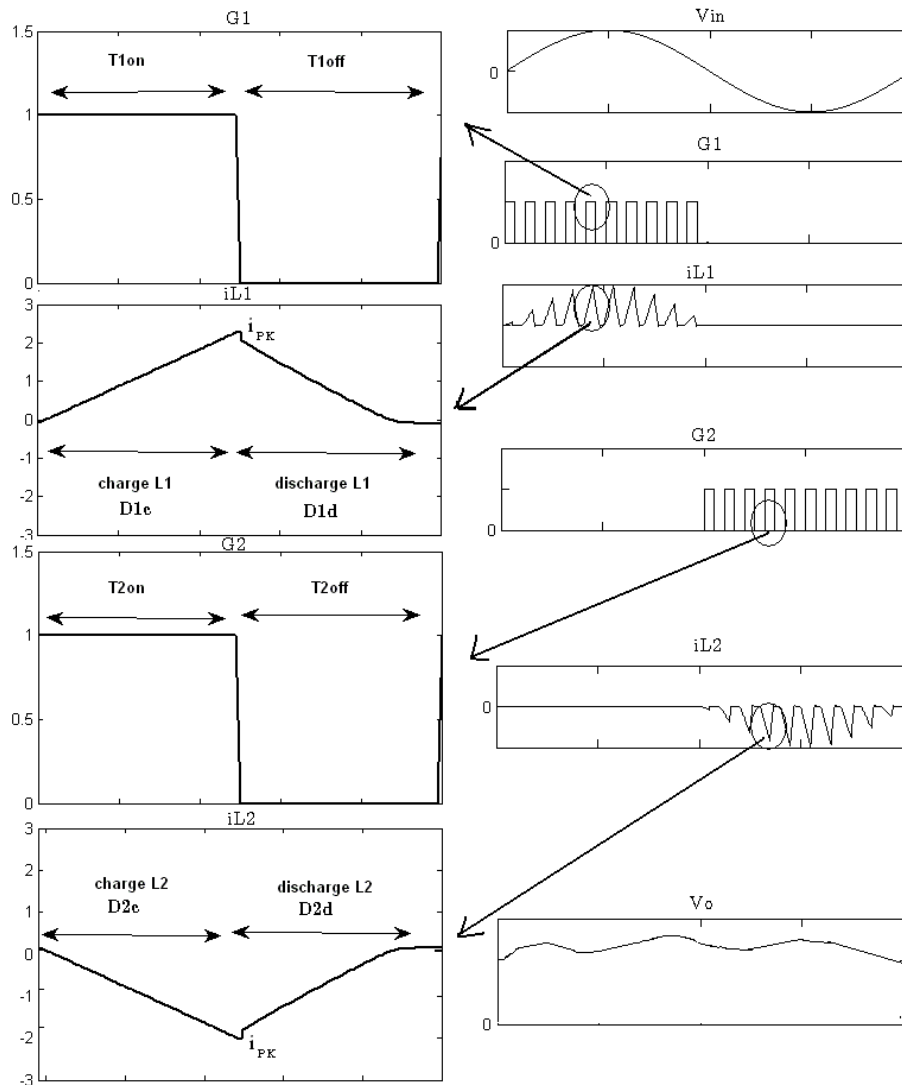 G1
1.5
T1on
T1off
1
0.5
0
iL1
3
2
i PK
1
0
-1
charge L1
discharge L1
-2
D1c
D1d
-3
G2
1.5
T2on
T2off
1
0.5
0
iL2
3
2
charge L2
discharge L2
1
D2c
D2d
0
-1
-2
i PK
-3
Vin
0
G1
0
iL1
G2
0
iL2
0
Vo
0